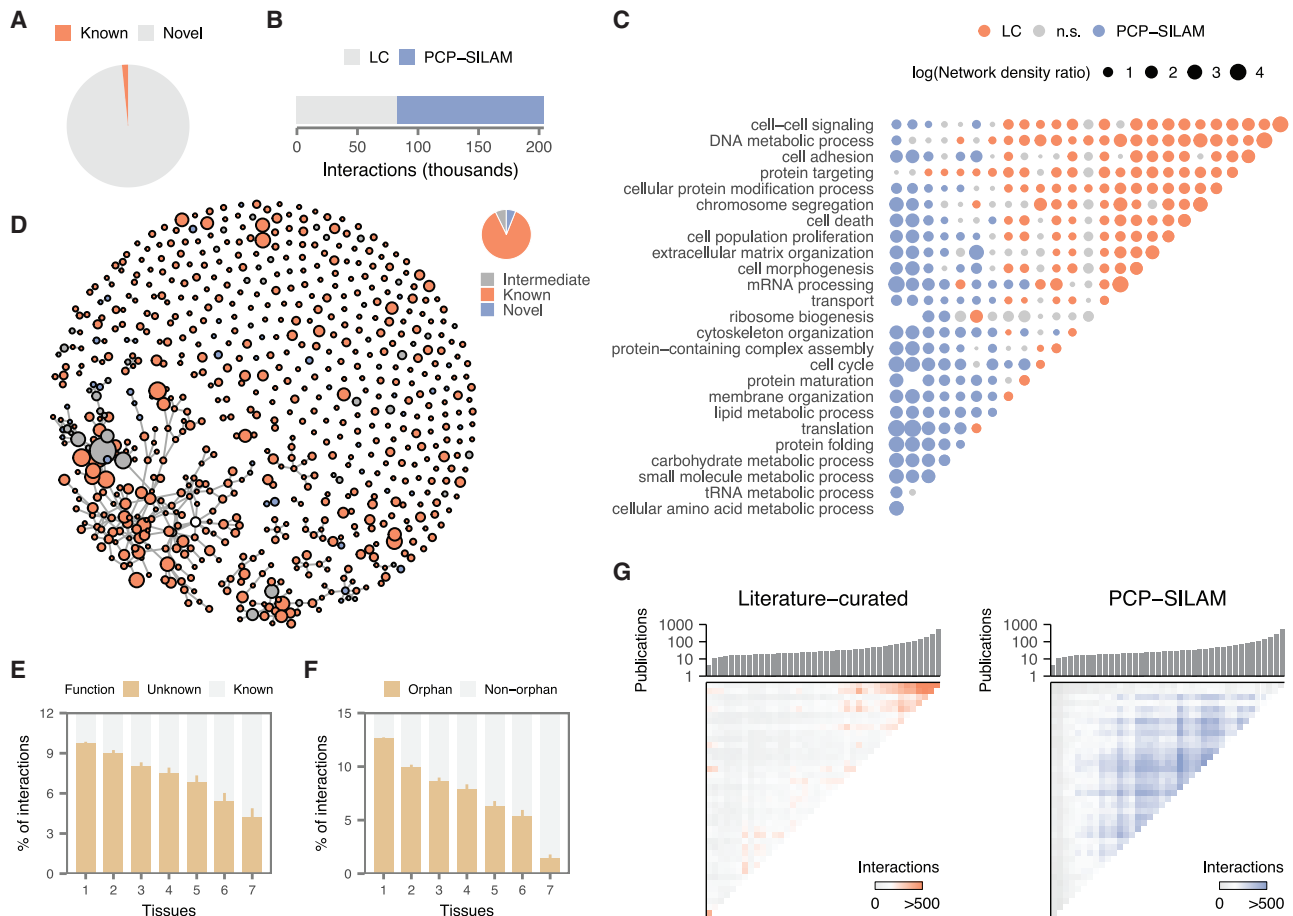 A
Known Novel
B
LC PCP−SILAM
0 50 100 150 200
Interactions (thousands)
C
LC n.s. PCP−SILAM
log(Network density ratio) 1 2 3 4
cell−cell signaling
DNA metabolic process
cell adhesion
protein targeting
cellular protein modification process
chromosome segregation
cell death
cell population proliferation
extracellular matrix organization
cell morphogenesis
mRNA processing
transport
ribosome biogenesis
cytoskeleton organization
protein−containing complex assembly
cell cycle
protein maturation
membrane organization
lipid metabolic process
translation
protein folding
carbohydrate metabolic process
small molecule metabolic process
tRNA metabolic process
cellular amino acid metabolic process
D
Intermediate
Known
Novel
E
Function Unknown Known
% of interactions
12
9
6
3
0
1 2 3 4 5 6 7
Tissues
F
Orphan Non−orphan
% of interactions
15
10
5
0
1 2 3 4 5 6 7
Tissues
G
Literature−curated
Publications
1000
100
10
1
Interactions
0 >500
PCP−SILAM
Publications
1000
100
10
1
Interactions
0 >500